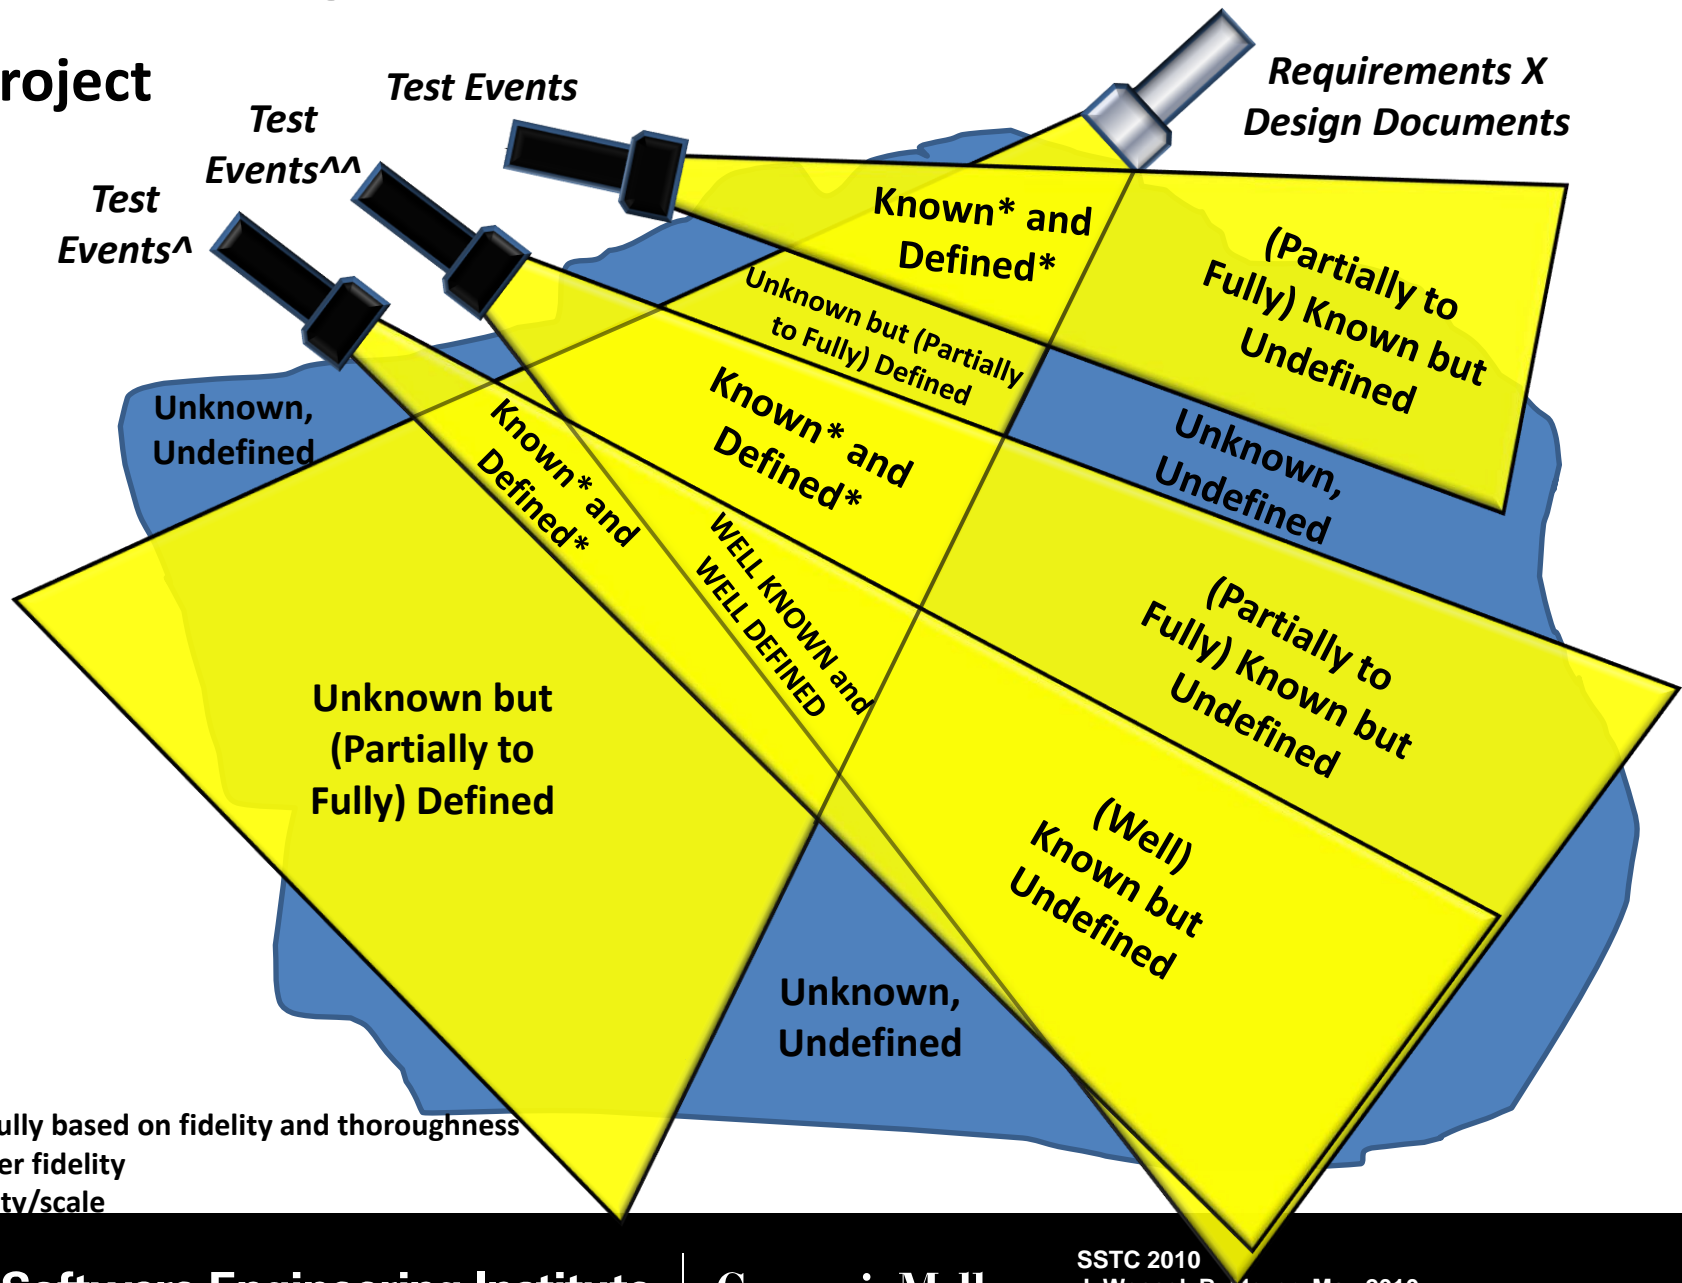 roject
Test Events
Test
Events^^
Test
Events^
Requirements X
Design Documents
Known* and
Defined*
(Partially to
Fully) Known but
Undefined
Unknown but (Partially
to Fully) Defined
Unknown,
Undefined
Known* and
Defined*
Unknown,
Undefined
Known* and
Defined*
WELL KNOWN and
WELL DEFINED
(Partially to
Fully) Known but
Undefined
Unknown but
(Partially to
Fully) Defined
(Well)
Known but
Undefined
Unknown,
Undefined
ully based on fidelity and thoroughness
er fidelity
ty/scale
Software Engineering Institute
SSTC 2010